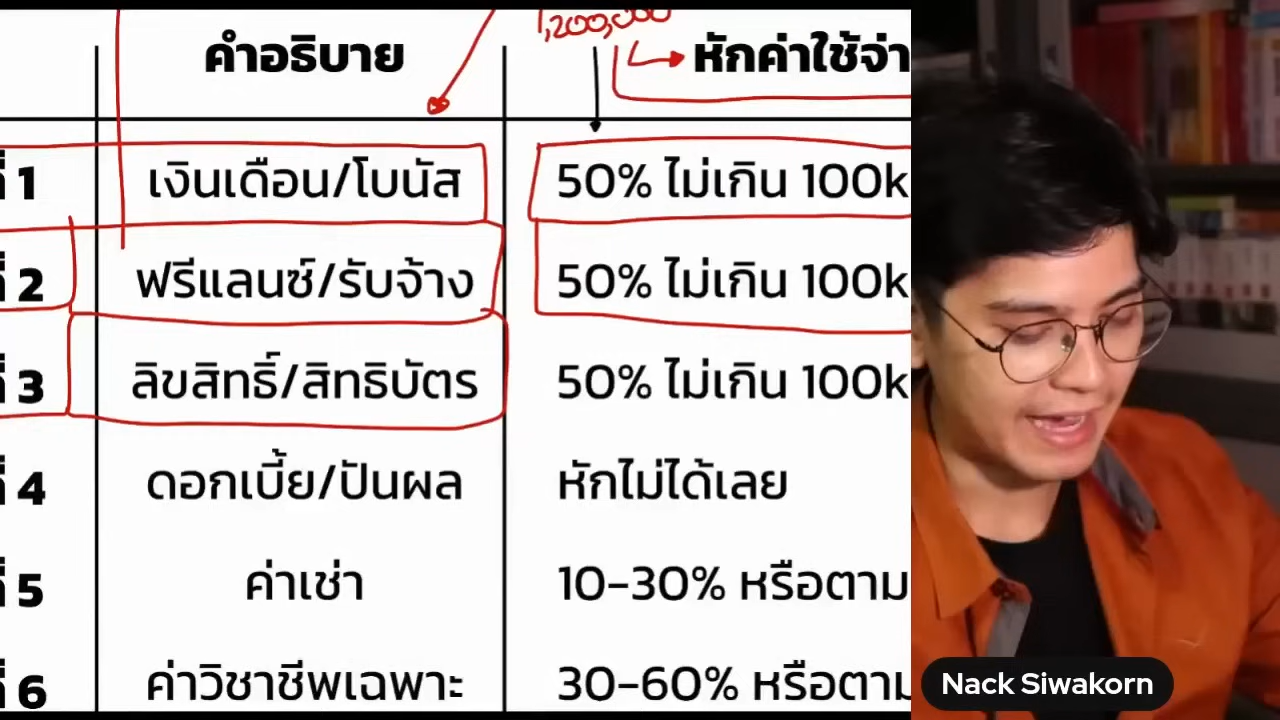 1,200,000
คำอธิบาย หักค่าใช้จ่า
ที่ 1 เงินเดือน/โบนัส 50% ไม่เกิน 100k
ที่ 2 ฟรีแลนซ์/รับจ้าง 50% ไม่เกิน 100k
ที่ 3 ลิขสิทธิ์/สิทธิบัตร 50% ไม่เกิน 100k
ที่ 4 ดอกเบี้ย/ปันผล หักไม่ได้เลย
ที่ 5 ค่าเช่า 10-30% หรือตาม
ที่ 6 ค่าวิชาชีพเฉพาะ 30-60% หรือตาม
Nack Siwakorn